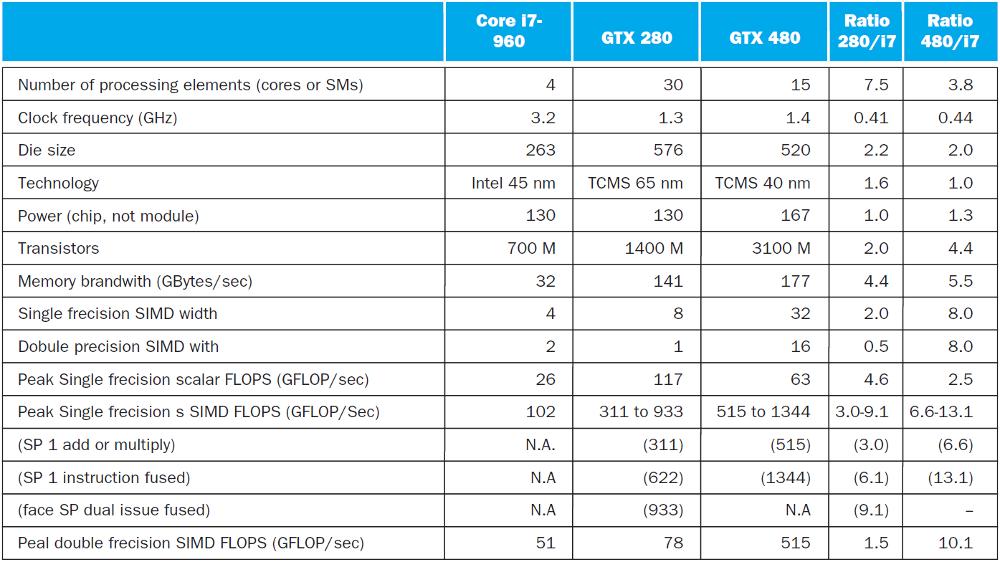 Core i7-960 GTX 280 GTX 480 Ratio 280/i7 Ratio 480/i7
Number of processing elements (cores or SMs) 4 30 15 7.5 3.8
Clock frequency (GHz) 3.2 1.3 1.4 0.41 0.44
Die size 263 576 520 2.2 2.0
Technology Intel 45 nm TCMS 65 nm TCMS 40 nm 1.6 1.0
Power (chip, not module) 130 130 167 1.0 1.3
Transistors 700 M 1400 M 3100 M 2.0 4.4
Memory brandwith (GBytes/sec) 32 141 177 4.4 5.5
Single frecision SIMD width 4 8 32 2.0 8.0
Dobule precision SIMD with 2 1 16 0.5 8.0
Peak Single frecision scalar FLOPS (GFLOP/sec) 26 117 63 4.6 2.5
Peak Single frecision s SIMD FLOPS (GFLOP/Sec) 102 311 to 933 515 to 1344 3.0-9.1 6.6-13.1
(SP 1 add or multiply) N.A. (311) (515) (3.0) (6.6)
(SP 1 instruction fused) N.A (622) (1344) (6.1) (13.1)
(face SP dual issue fused) N.A (933) N.A (9.1) –
Peal double frecision SIMD FLOPS (GFLOP/sec) 51 78 515 1.5 10.1